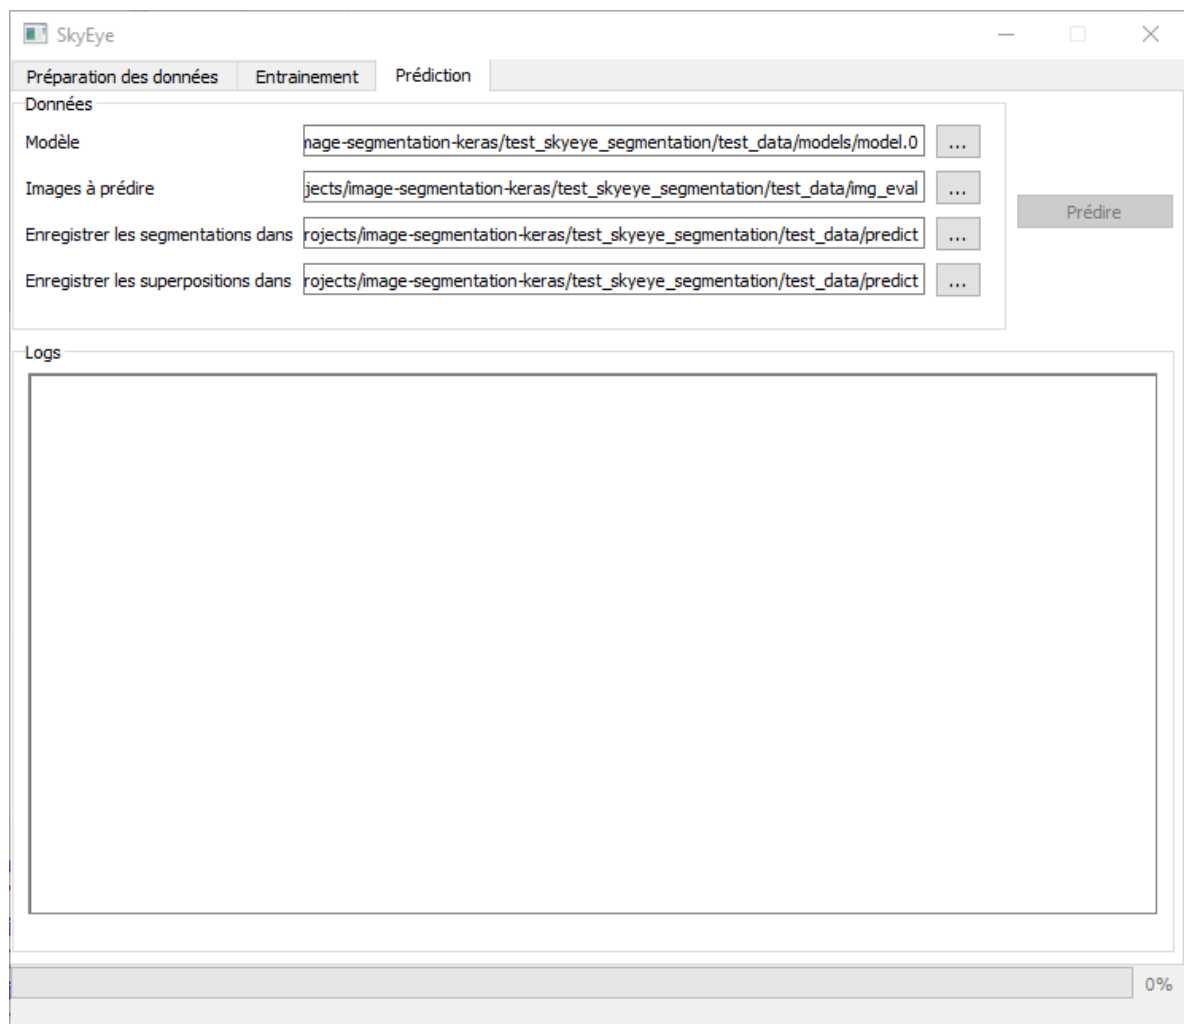 SkyEye
Préparation des données Entrainement Prédiction
Données
Modèle mage-segmentation-keras/test_skyeye_segmentation/test_data/models/model.0 ...
Images à prédire jects/image-segmentation-keras/test_skyeye_segmentation/test_data/img_eval ...
Prédire
Enregistrer les segmentations dans rojects/image-segmentation-keras/test_skyeye_segmentation/test_data/predict ...
Enregistrer les superpositions dans rojects/image-segmentation-keras/test_skyeye_segmentation/test_data/predict ...
Logs
0%